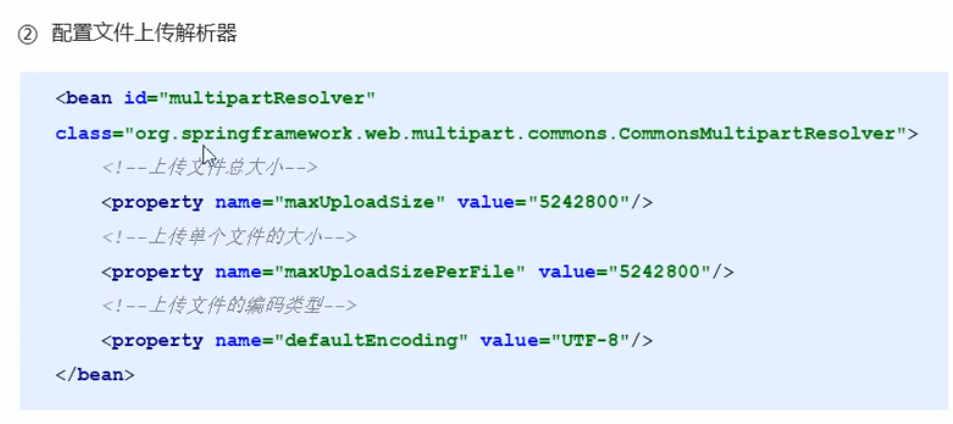 ② 配置文件上传解析器
<bean id="multipartResolver"
class="org.springframework.web.multipart.commons.CommonsMultipartResolver">
<!--上传文件总大小-->
<property name="maxUploadSize" value="5242800"/>
<!--上传单个文件的大小-->
<property name="maxUploadSizePerFile" value="5242800"/>
<!--上传文件的编码类型-->
<property name="defaultEncoding" value="UTF-8"/>
</bean>